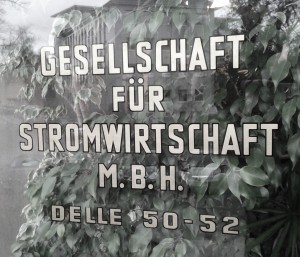 GESELLSCHAFT
FÜR
STROMWIRTSCHAFT
M.B.H.
DELLE 50-52